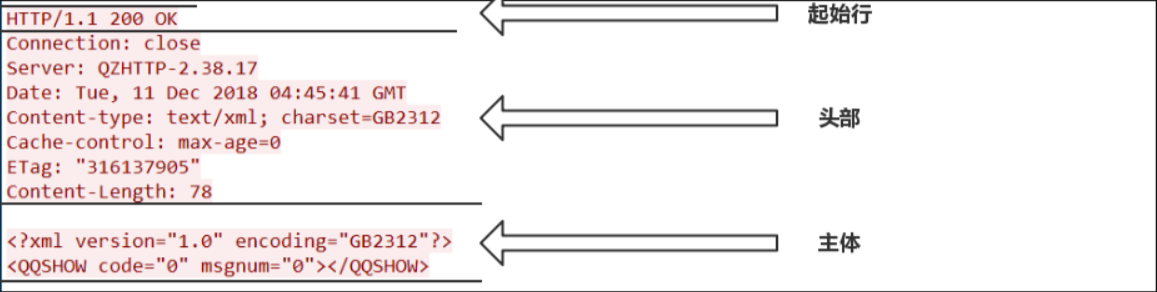 HTTP/1.1 200 OK
起始行
Connection: close
Server: QZHTTP-2.38.17
Date: Tue, 11 Dec 2018 04:45:41 GMT
Content-type: text/xml; charset=GB2312
头部
Cache-control: max-age=0
ETag: "316137905"
Content-Length: 78
<?xml version="1.0" encoding="GB2312"?>
主体
<QQSHOW code="0" msgnum="0"></QQSHOW>